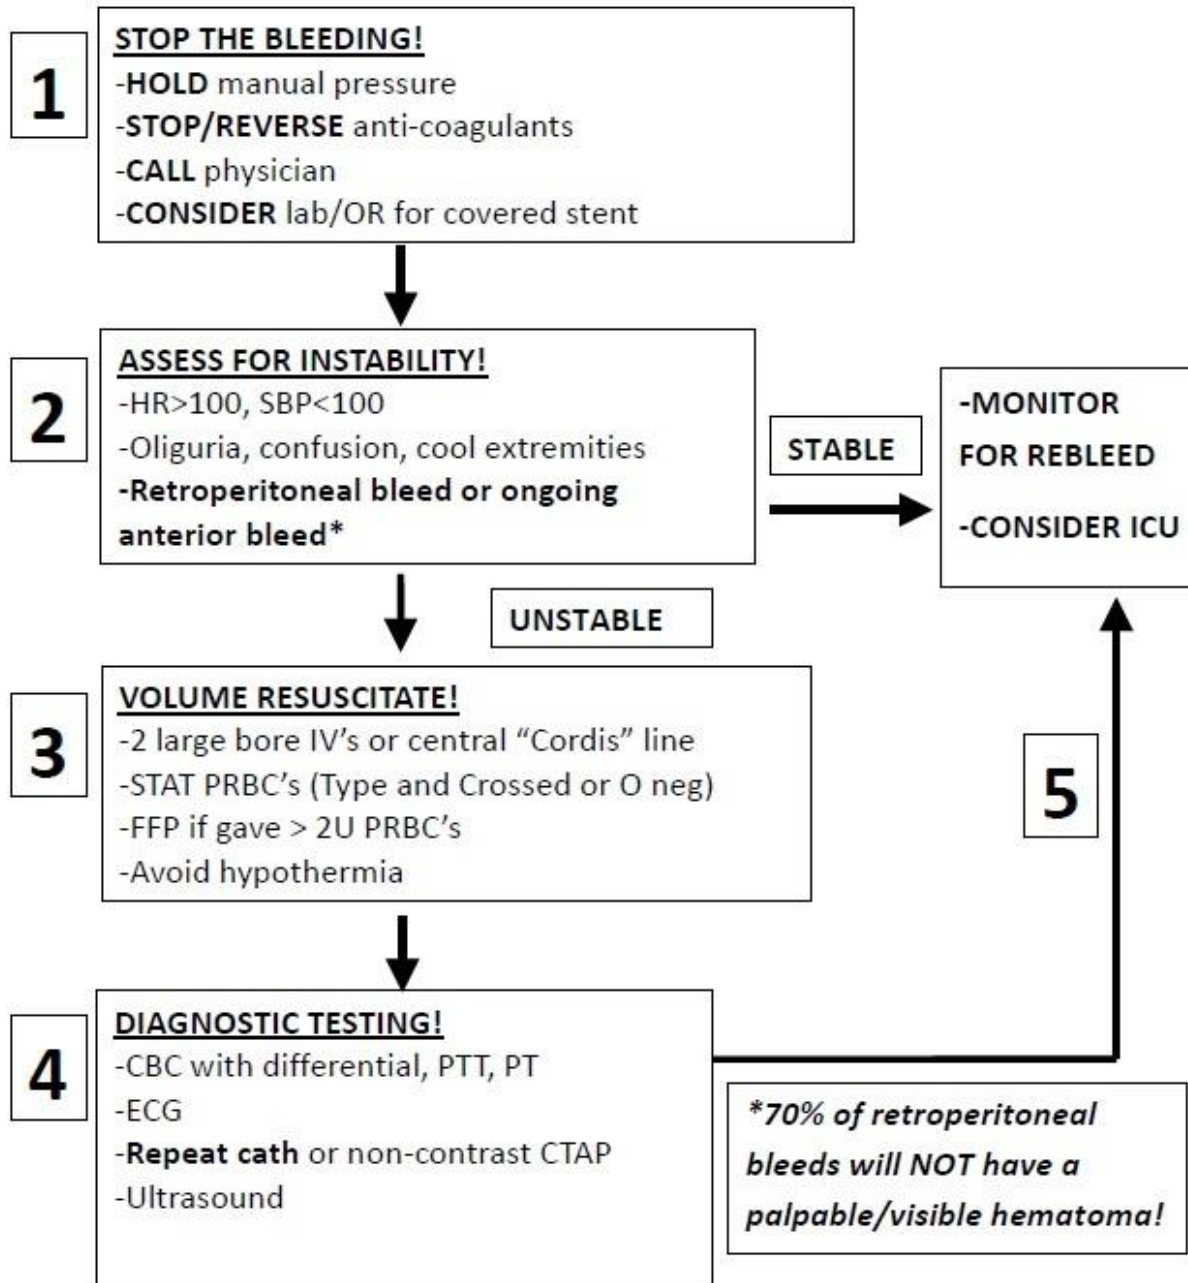 1
STOP THE BLEEDING!
-HOLD manual pressure
-STOP/REVERSE anti-coagulants
-CALL physician
-CONSIDER lab/OR for covered stent
2
ASSESS FOR INSTABILITY!
-HR>100, SBP<100
-Oliguria, confusion, cool extremities
-Retroperitoneal bleed or ongoing
anterior bleed*
STABLE
-MONITOR
FOR REBLEED
-CONSIDER ICU
UNSTABLE
3
VOLUME RESUSCITATE!
-2 large bore IV's or central “Cordis” line
-STAT PRBC's (Type and Crossed or O neg)
-FFP if gave > 2U PRBC's
-Avoid hypothermia
4
DIAGNOSTIC TESTING!
-CBC with differential, PTT, PT
-ECG
-Repeat cath or non-contrast CTAP
-Ultrasound
5
*70% of retroperitoneal
bleeds will NOT have a
palpable/visible hematoma!